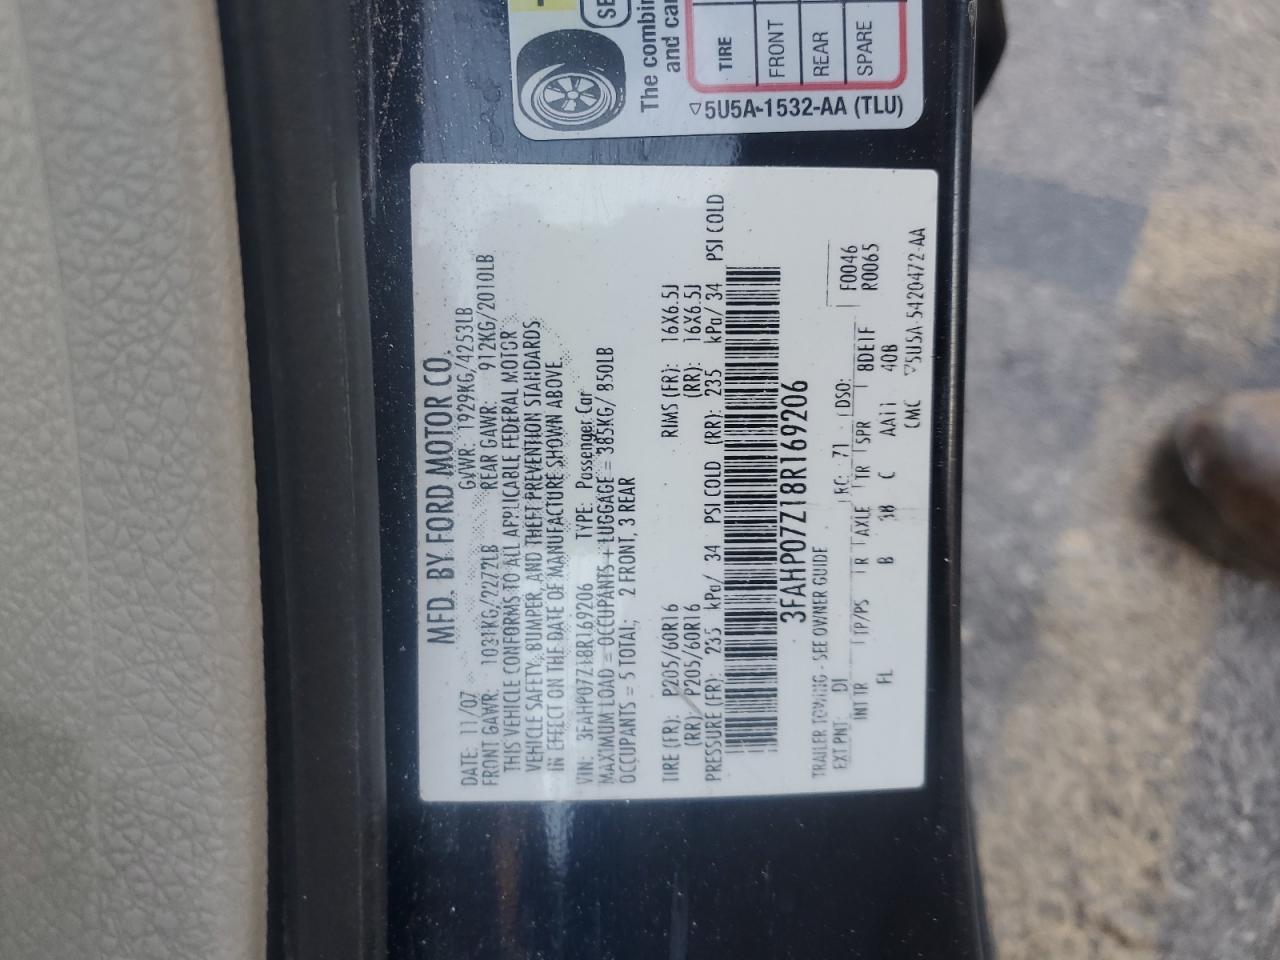 SE
The combin
and car
TIRE
FRONT
REAR
SPARE
5U5A-1532-AA (TLU)
MFD. BY FORD MOTOR CO.
DATE: 11/07 GVWR: 1929KG/4253LB
FRONT GAWR: 1031KG/2272LB REAR GAWR: 912KG/2010LB
THIS VEHICLE CONFORMS TO ALL APPLICABLE FEDERAL MOTOR
VEHICLE SAFETY, BUMPER, AND THEFT PREVENTION STANDARDS
IN EFFECT ON THE DATE OF MANUFACTURE SHOWN ABOVE.
VIN: 3FAHP07Z18R169206 TYPE: Passenger Car
MAXIMUM LOAD = OCCUPANTS + LUGGAGE = 385KG/ 850LB
OCCUPANTS = 5 TOTAL, 2 FRONT, 3 REAR
TIRE (FR): P205/60R16 RIMS (FR): 16X6.5J
(RR): P205/60R16 (RR): 16X6.5J
PRESSURE (FR): 235 kPa/ 34 PSI COLD (RR): 235 kPa/ 34 PSI COLD
3FAHP07Z18R169206
TRAILER TOWING - SEE OWNER GUIDE
EXT PNT: DI RC: 71 DSO: F0046
INT TR TP/PS R AXLE TR SPR 8DE1F R0065
FL B 3B C AAii 40B
CMC 5U5A-5420472-AA